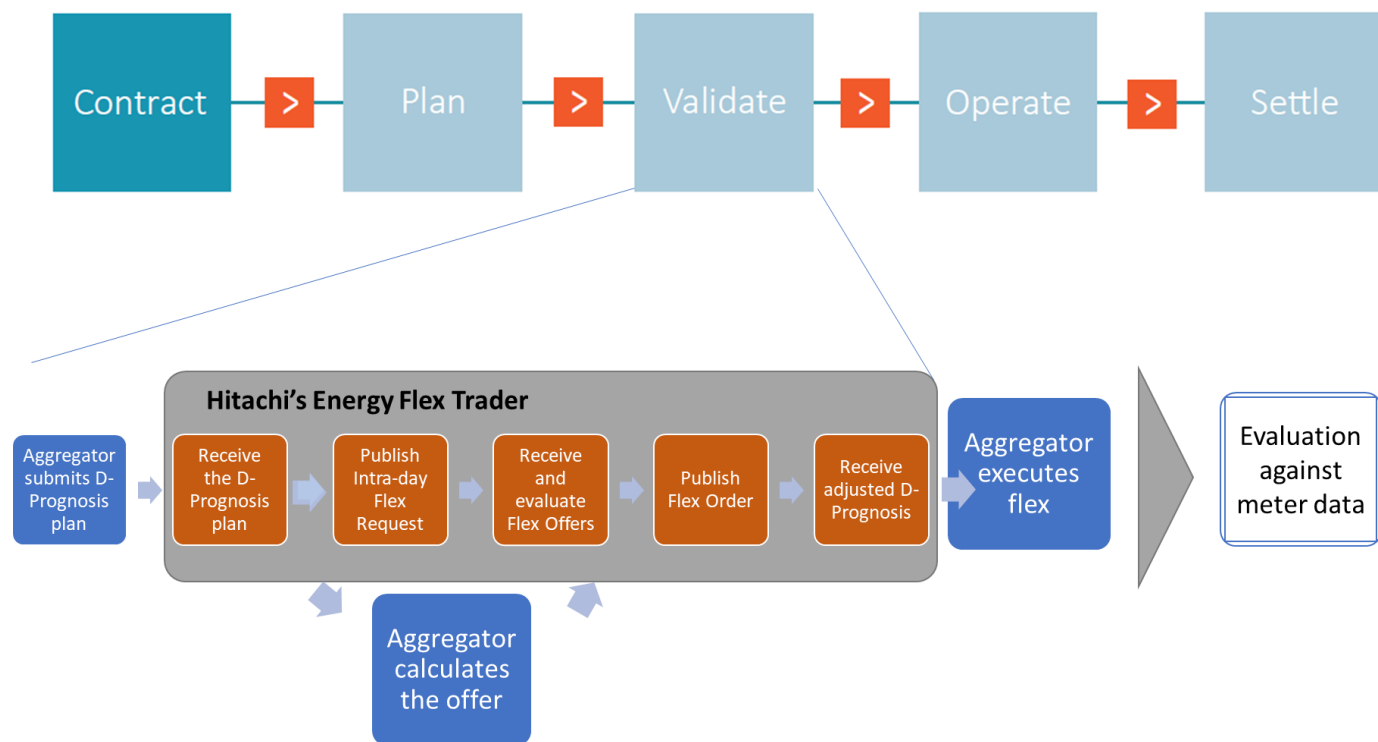 Contract
>
Plan
>
Validate
>
Operate
>
Settle
Hitachi's Energy Flex Trader
Aggregator
submits D-
Prognosis
plan
Receive
the D-
Prognosis
plan
Publish
Intra-day
Flex
Request
Receive
and
evaluate
Flex Offers
Publish
Flex Order
Receive
adjusted D-
Prognosis
Aggregator
executes
flex
Evaluation
against
meter data
Aggregator
calculates
the offer